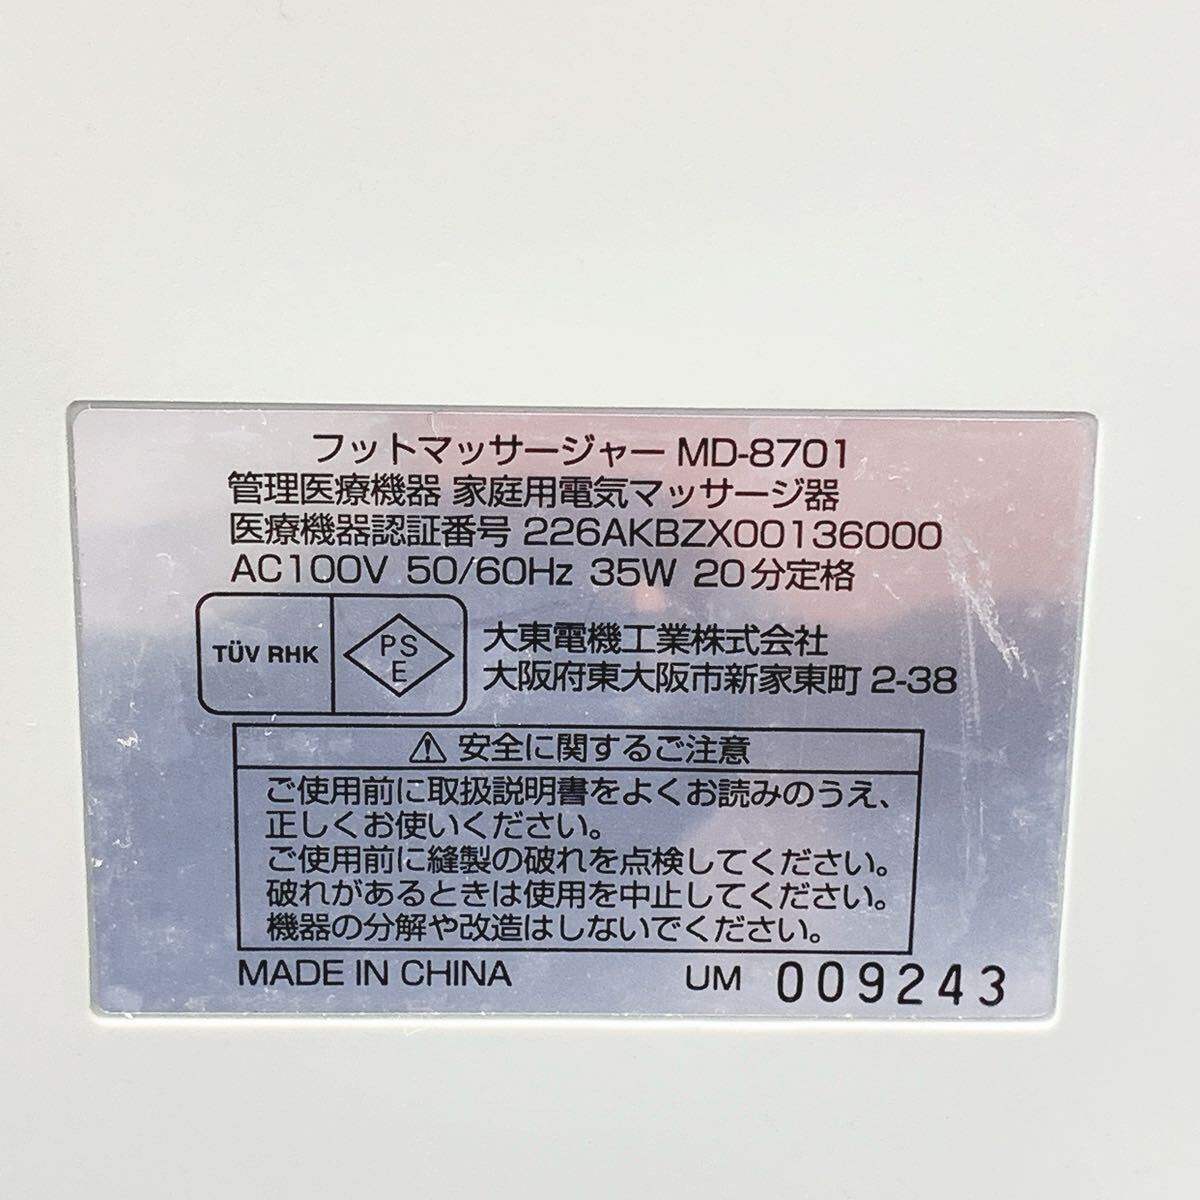 フットマッサージャー MD-8701
管理医療機器 家庭用電気マッサージ器
医療機器認証番号 226AKBZX00136000
AC100V 50/60Hz 35W 20分定格
TÜV RHK
PS
E
大東電機工業株式会社
大阪府東大阪市新家東町 2-38
⚠ 安全に関するご注意
ご使用前に取扱説明書をよくお読みのうえ、
正しくお使いください。
ご使用前に縫製の破れを点検してください。
破れがあるときは使用を中止してください。
機器の分解や改造はしないでください。
MADE IN CHINA
UM 009243